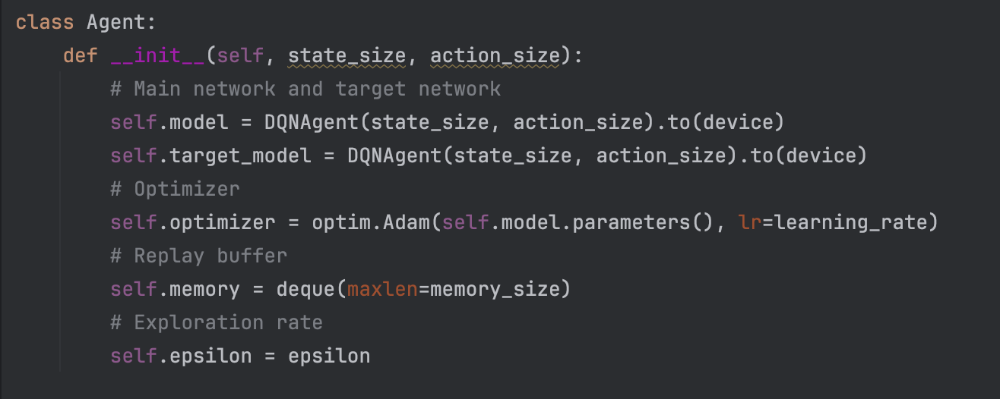 class Agent:
    def __init__(self, state_size, action_size):
        # Main network and target network
        self.model = DQNAgent(state_size, action_size).to(device)
        self.target_model = DQNAgent(state_size, action_size).to(device)
        # Optimizer
        self.optimizer = optim.Adam(self.model.parameters(), lr=learning_rate)
        # Replay buffer
        self.memory = deque(maxlen=memory_size)
        # Exploration rate
        self.epsilon = epsilon